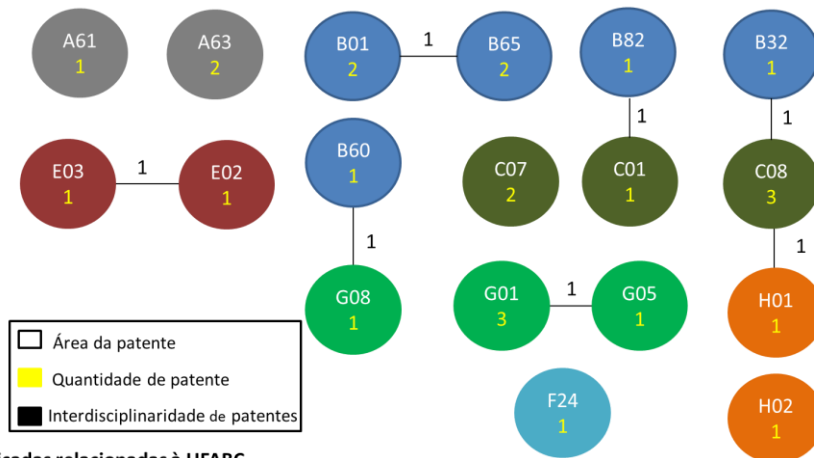 A61
1
A63
2
B01
2
1
B65
2
B82
1
B32
1
1
1
E03
1
1
E02
1
B60
1
C07
2
C01
1
C08
3
1
1
G08
1
G01
3
1
G05
1
H01
1
F24
1
H02
1
Área da patente
Quantidade de patente
Interdisciplinaridade de patentes